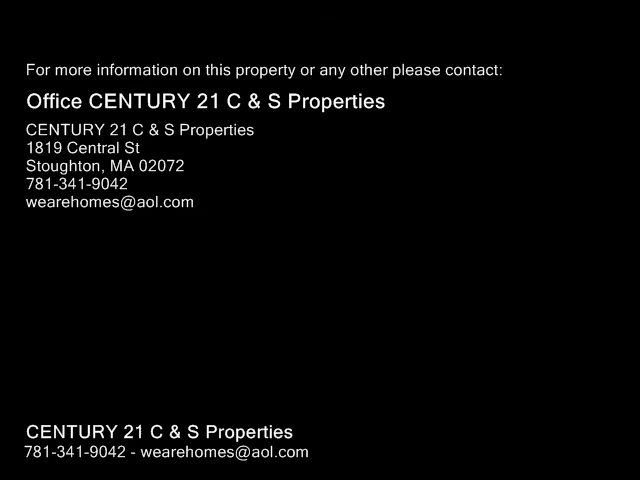 For more information on this property or any other please contact:
Office CENTURY 21 C & S Properties
CENTURY 21 C & S Properties
1819 Central St
Stoughton, MA 02072
781-341-9042
wearehomes@aol.com
CENTURY 21 C & S Properties
781-341-9042 - wearehomes@aol.com